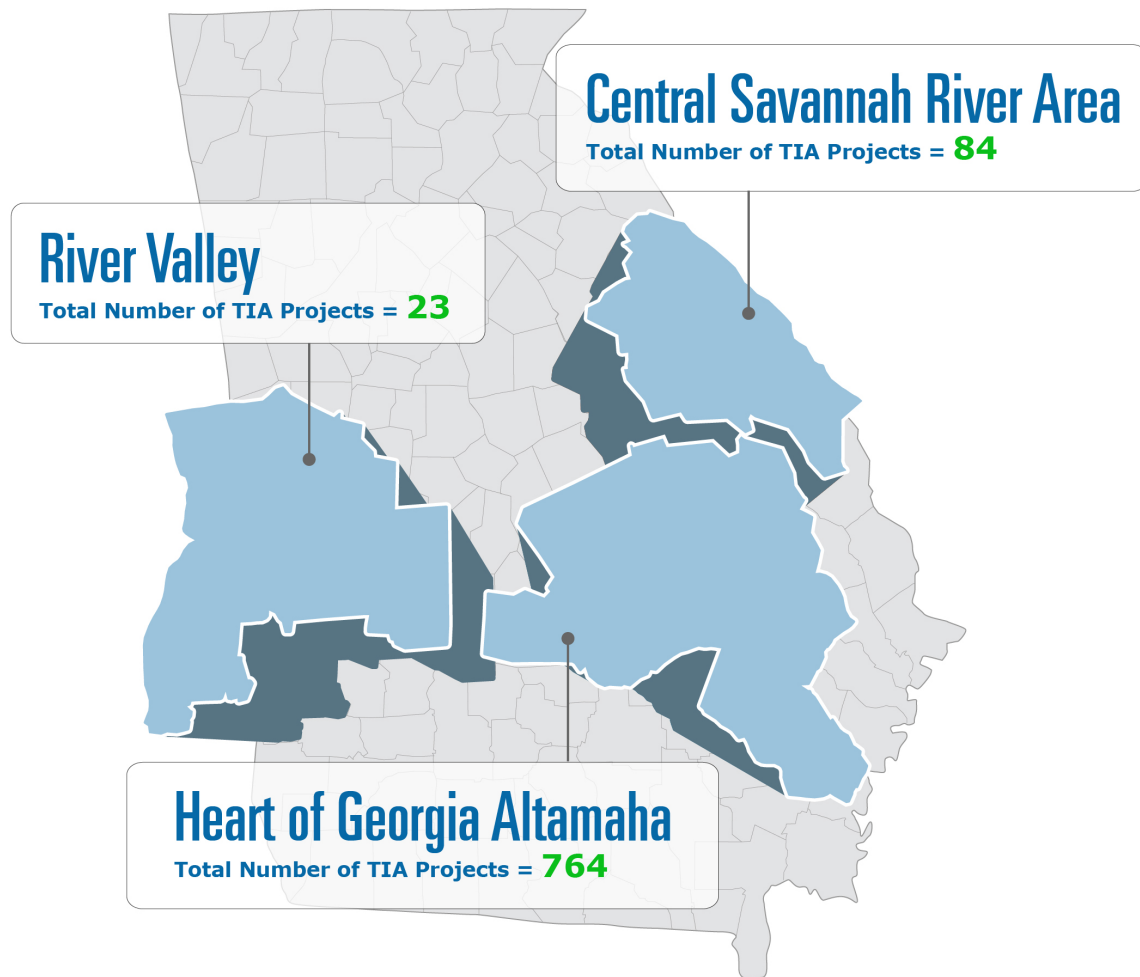 Central Savannah River Area
Total Number of TIA Projects = 84
River Valley
Total Number of TIA Projects = 23
Heart of Georgia Altamaha
Total Number of TIA Projects = 764